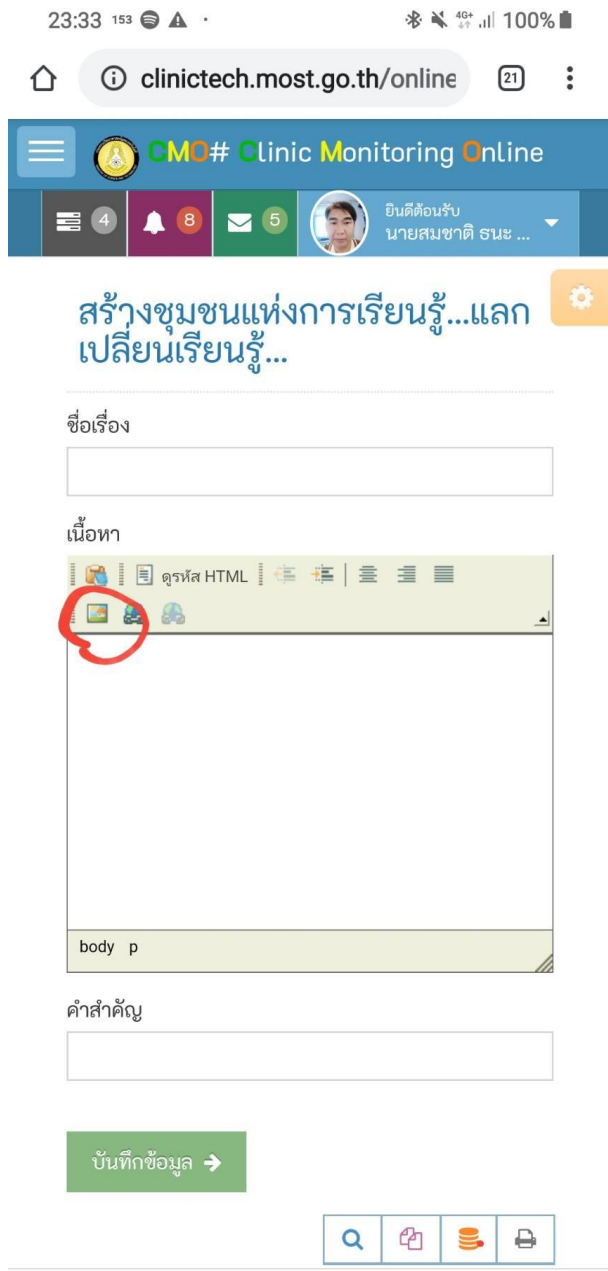 23:33 153 4G+ 100%
clinictech.most.go.th/online 21
CMO# Clinic Monitoring Online
4 8 5 ยินดีต้อนรับ
นายสมชาติ ธนะ ...
สร้างชุมชนแห่งการเรียนรู้...แลก
เปลี่ยนเรียนรู้...
ชื่อเรื่อง
เนื้อหา
ดูรหัส HTML
body p
คำสำคัญ
บันทึกข้อมูล